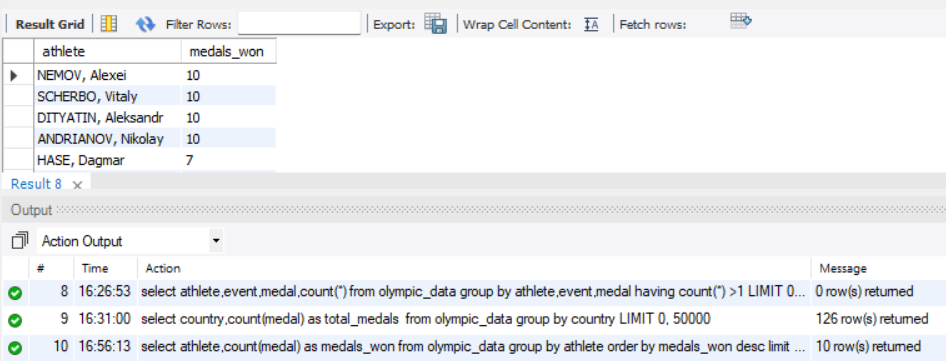 Result Grid Filter Rows: Export: Wrap Cell Content: IA Fetch rows:
athlete medals_won
NEMOV, Alexei 10
SCHERBO, Vitaly 10
DITYATIN, Aleksandr 10
ANDRIANOV, Nikolay 10
HASE, Dagmar 7
Result 8 ×
Output
Action Output
# Time Action Message
8 16:26:53 select athlete,event,medal,count(*) from olympic_data group by athlete,event,medal having count(*) >1 LIMIT 0... 0 row(s) returned
9 16:31:00 select country,count(medal) as total_medals from olympic_data group by country LIMIT 0, 50000 126 row(s) returned
10 16:56:13 select athlete,count(medal) as medals_won from olympic_data group by athlete order by medals_won desc limit ... 10 row(s) returned